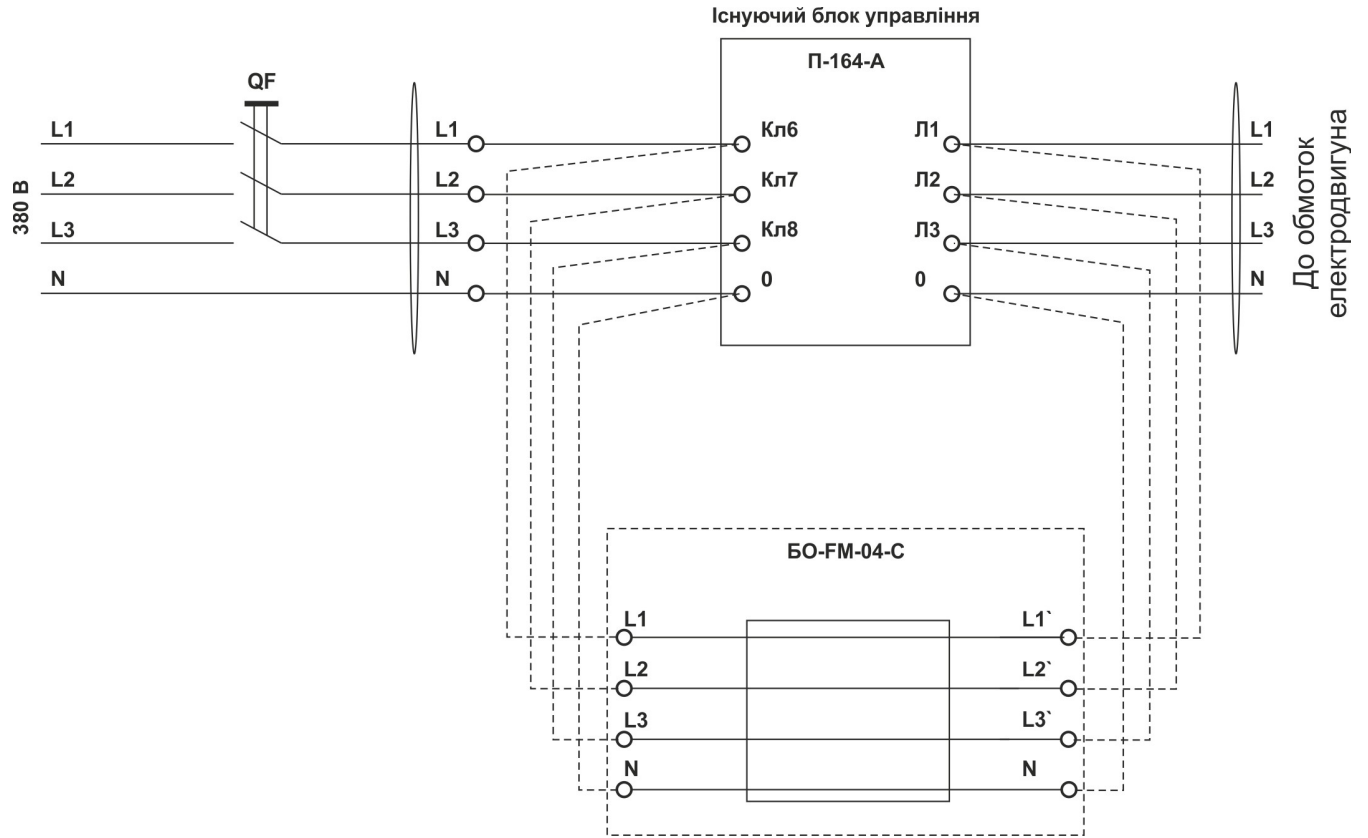 Існуючий блок управління
П-164-А
QF
L1
L1
Кл6
Л1
L1
L2
L2
Кл7
Л2
L2
L3
L3
Кл8
Л3
L3
N
N
0
0
N
380 В
До обмоток
електродвигуна
БО-FM-04-С
L1
L1`
L2
L2`
L3
L3`
N
N